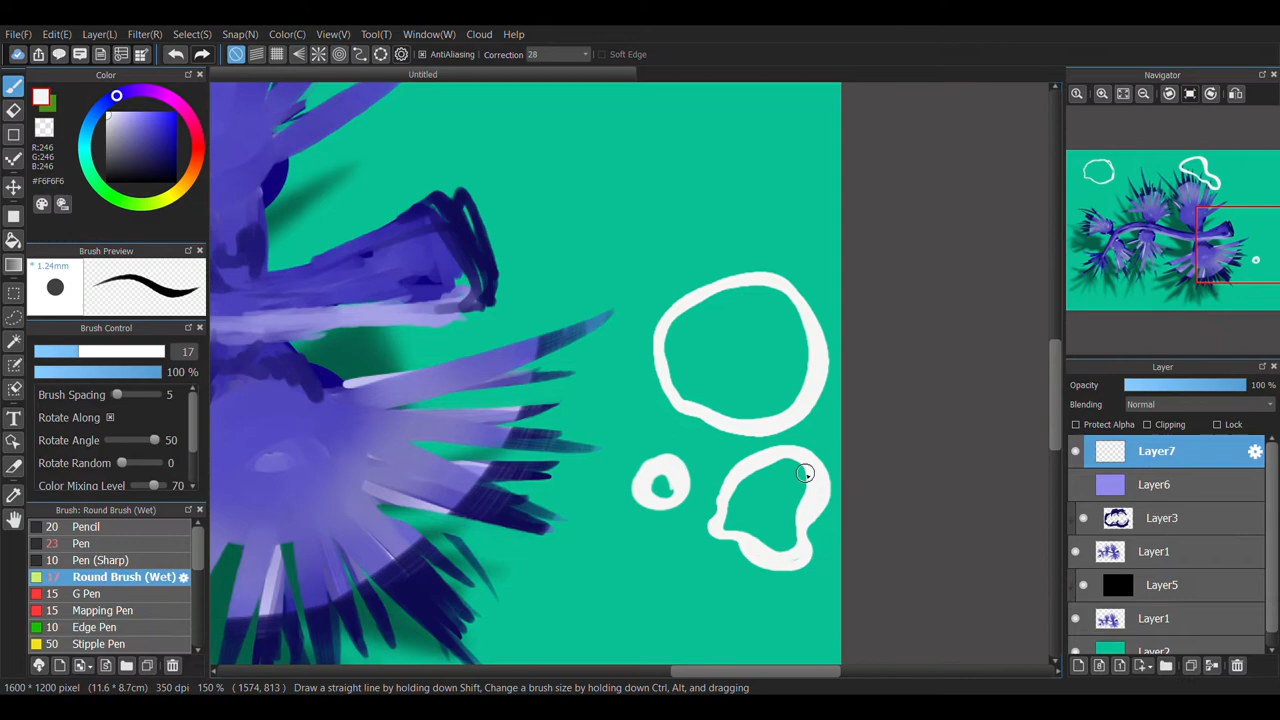 File(F) Edit(E) Layer(L) Filter(R) Select(S) Snap(N) Color(C) View(V) Tool(T) Window(W) Cloud Help
AntiAliasing Correction 28 Soft Edge
Color
Untitled
Navigator
R:246
G:246
B:246
#F6F6F6
Brush Preview
* 1.24mm
Brush Control
17
100 %
Brush Spacing 5
Rotate Along
Rotate Angle 50
Rotate Random 0
Color Mixing Level 70
Brush: Round Brush (Wet)
20 Pencil
23 Pen
10 Pen (Sharp)
17 Round Brush (Wet)
15 G Pen
15 Mapping Pen
10 Edge Pen
50 Stipple Pen
Layer
Opacity 100 %
Blending Normal
Protect Alpha Clipping Lock
Layer7
Layer6
Layer3
Layer1
Layer5
Layer1
Layer2
1600 * 1200 pixel (11.6 * 8.7cm) 350 dpi 150 % ( 1574, 813 ) Draw a straight line by holding down Shift, Change a brush size by holding down Ctrl, Alt, and dragging